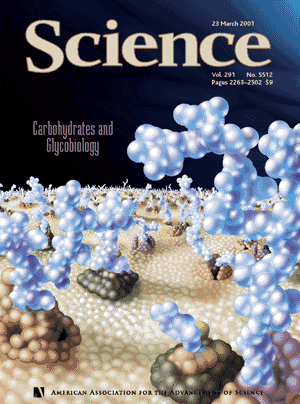 23 March 2001
Science
Vol. 291 No. 5512
Pages 2263–2502 $9
Carbohydrates and
Glycobiology
American Association for the Advancement of Science